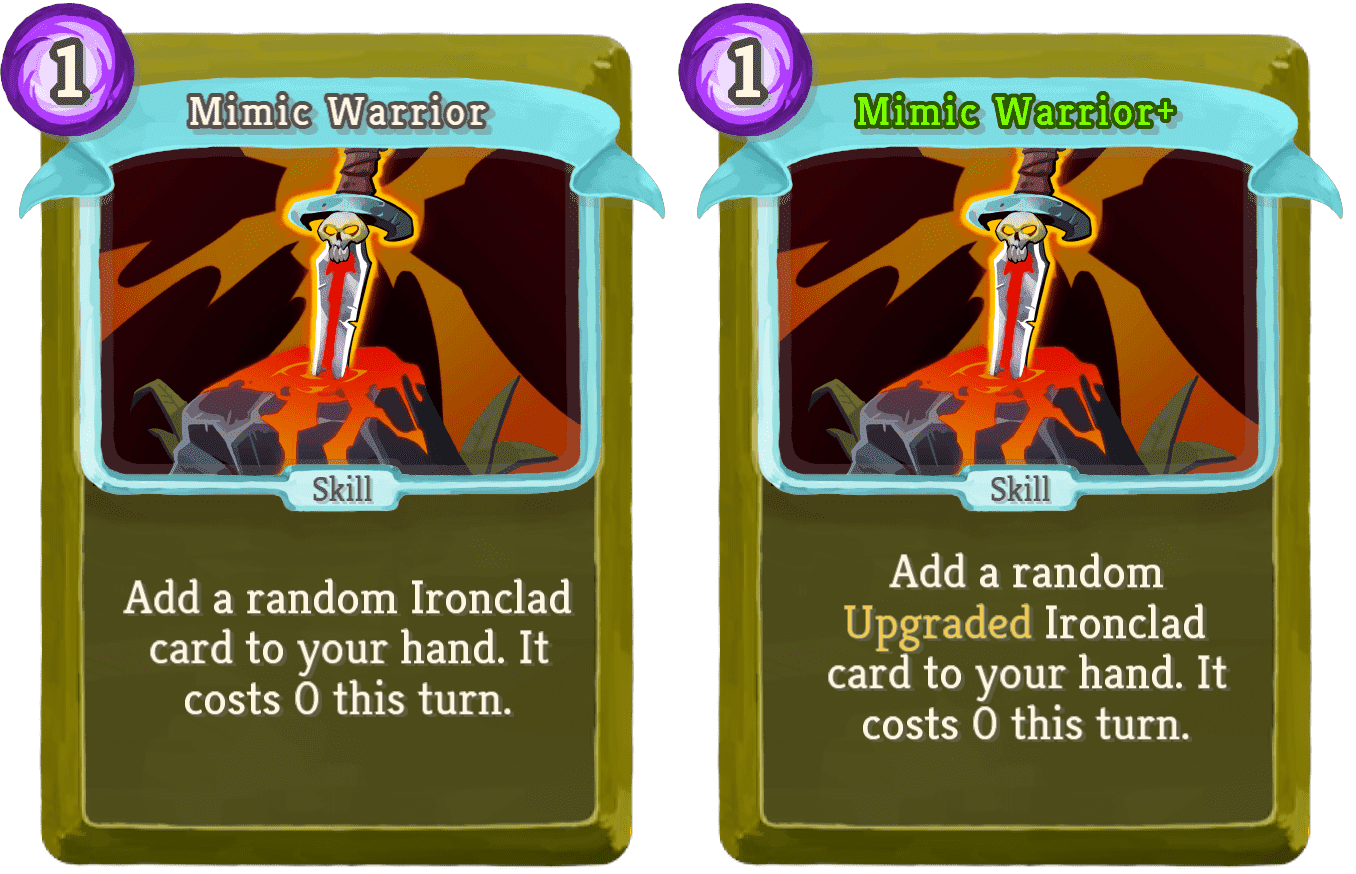 1
Mimic Warrior
Skill
Add a random Ironclad
card to your hand. It
costs 0 this turn.
1
Mimic Warrior+
Skill
Add a random
Upgraded Ironclad
card to your hand. It
costs 0 this turn.